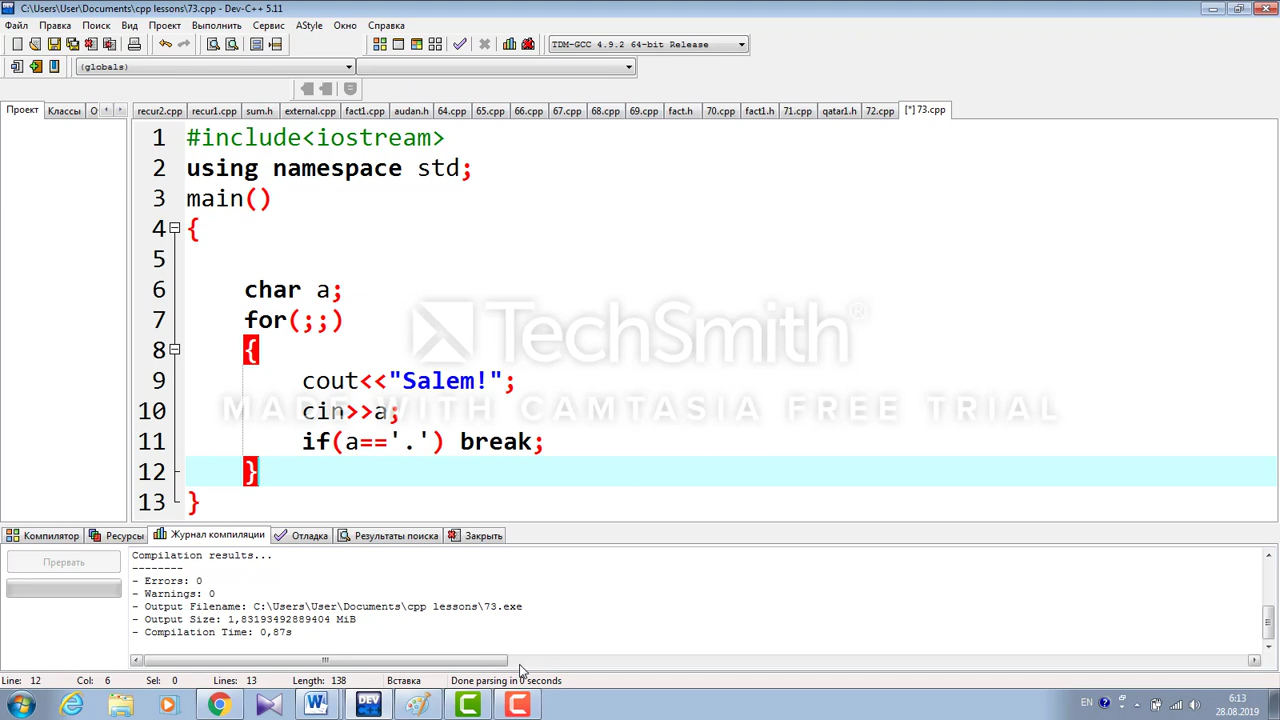 C:\Users\User\Documents\cpp lessons\73.cpp - Dev-C++ 5.11
Файл Правка Поиск Вид Проект Выполнить Сервис AStyle Окно Справка
TDM-GCC 4.9.2 64-bit Release
(globals)
Проект Классы О recur2.cpp recur1.cpp sum.h external.cpp fact1.cpp audan.h 64.cpp 65.cpp 66.cpp 67.cpp 68.cpp 69.cpp fact.h 70.cpp fact1.h 71.cpp qatar1.h 72.cpp [*] 73.cpp
1 #include<iostream>
2 using namespace std;
3 main()
4 {
5
6 char a;
7 for(;;)
8 {
9 cout<<"Salem!";
10 cin>>a;
11 if(a=='.') break;
12 }
13 }
TechSmith®
MADE WITH CAMTASIA FREE TRIAL
Компилятор Ресурсы Журнал компиляции Отладка Результаты поиска Закрыть
Прервать
Compilation results...
--------
- Errors: 0
- Warnings: 0
- Output Filename: C:\Users\User\Documents\cpp lessons\73.exe
- Output Size: 1,83193492889404 MiB
- Compilation Time: 0,87s
Line: 12 Col: 6 Sel: 0 Lines: 13 Length: 138 Вставка Done parsing in 0 seconds
DEV
EN 6:13
28.08.2019